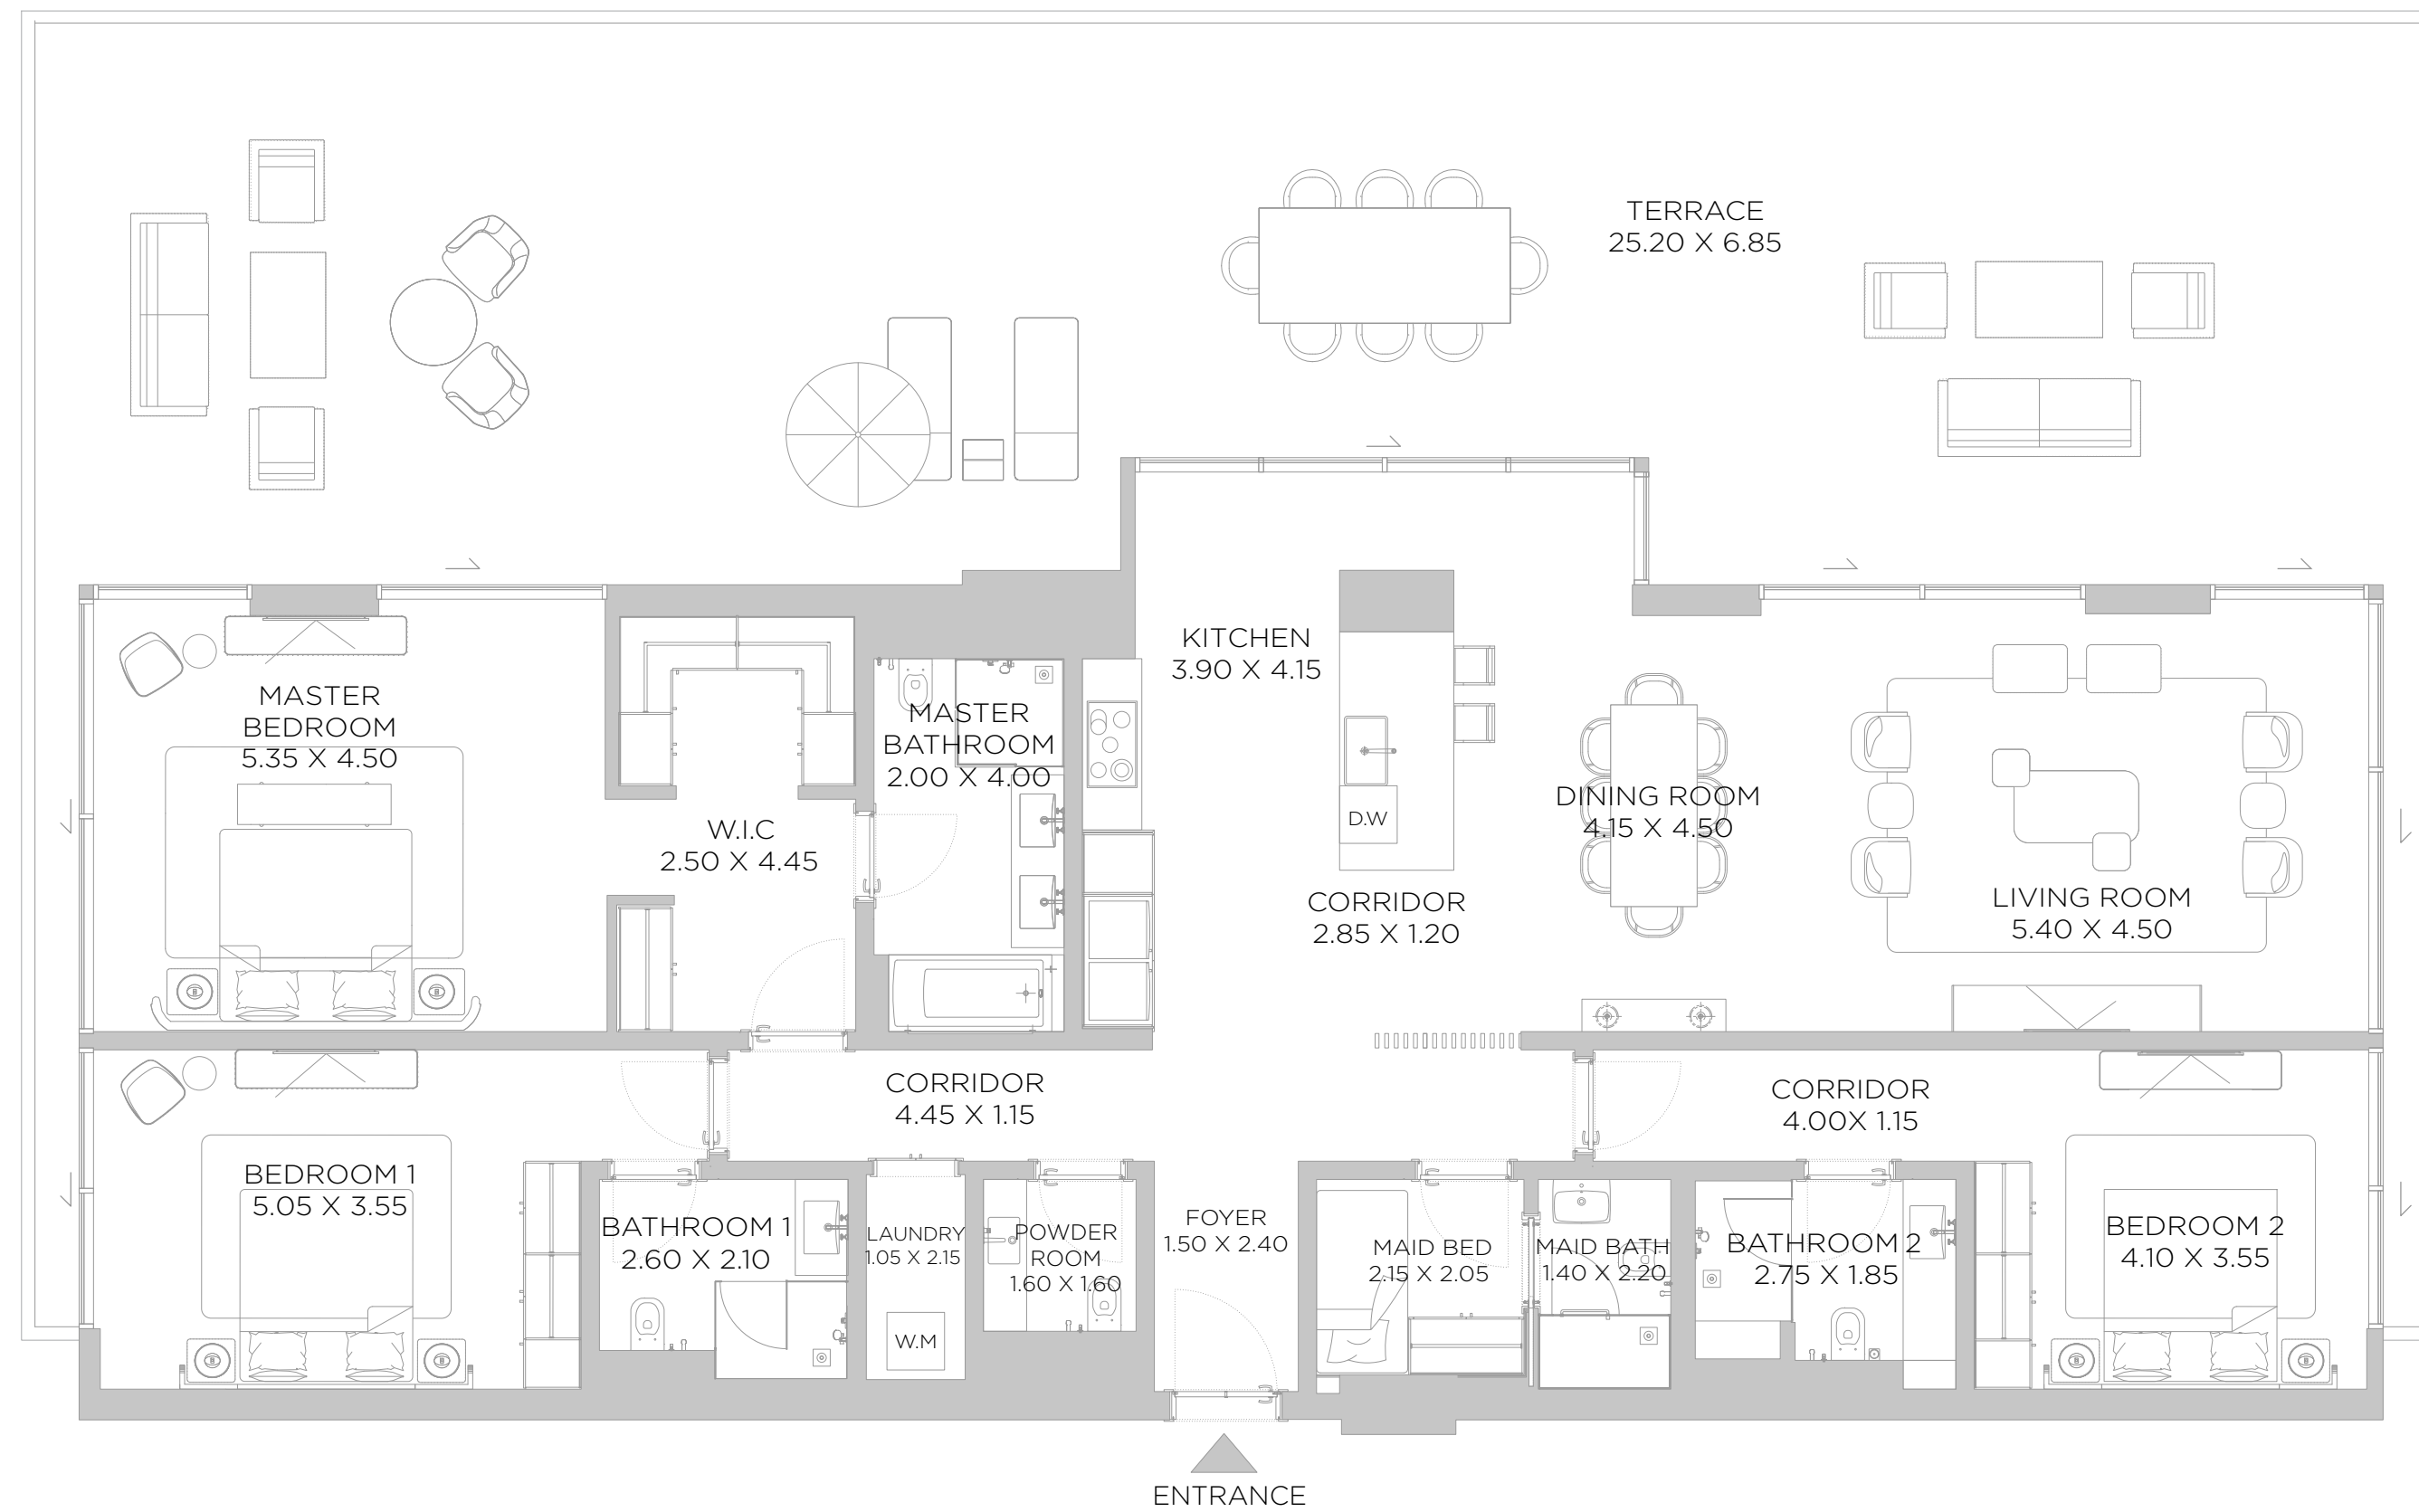 TERRACE
25.20 X 6.85
KITCHEN
3.90 X 4.15
MASTER
BEDROOM
5.35 X 4.50
MASTER
BATHROOM
2.00 X 4.00
W.I.C
2.50 X 4.45
D.W
DINING ROOM
4.15 X 4.50
LIVING ROOM
5.40 X 4.50
CORRIDOR
2.85 X 1.20
CORRIDOR
4.45 X 1.15
CORRIDOR
4.00X 1.15
BEDROOM 1
5.05 X 3.55
BATHROOM 1
2.60 X 2.10
LAUNDRY
1.05 X 2.15
W.M
POWDER
ROOM
1.60 X 1.60
FOYER
1.50 X 2.40
MAID BED
2.15 X 2.05
MAID BATH
1.40 X 2.20
BATHROOM 2
2.75 X 1.85
BEDROOM 2
4.10 X 3.55
ENTRANCE